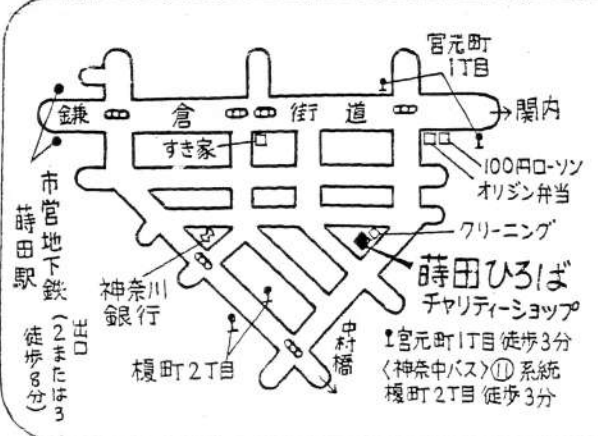 宮元町
1丁目
鎌倉街道
→関内
すき家
100円ローソン
オリジン弁当
クリーニング
市営地下鉄
蒔田駅
出口
(2または3
徒歩8分)
神奈川
銀行
榎町2丁目
中村橋
蒔田ひろば
チャリティーショップ
宮元町1丁目 徒歩3分
〈神奈中バス〉⑪系統
榎町2丁目 徒歩3分